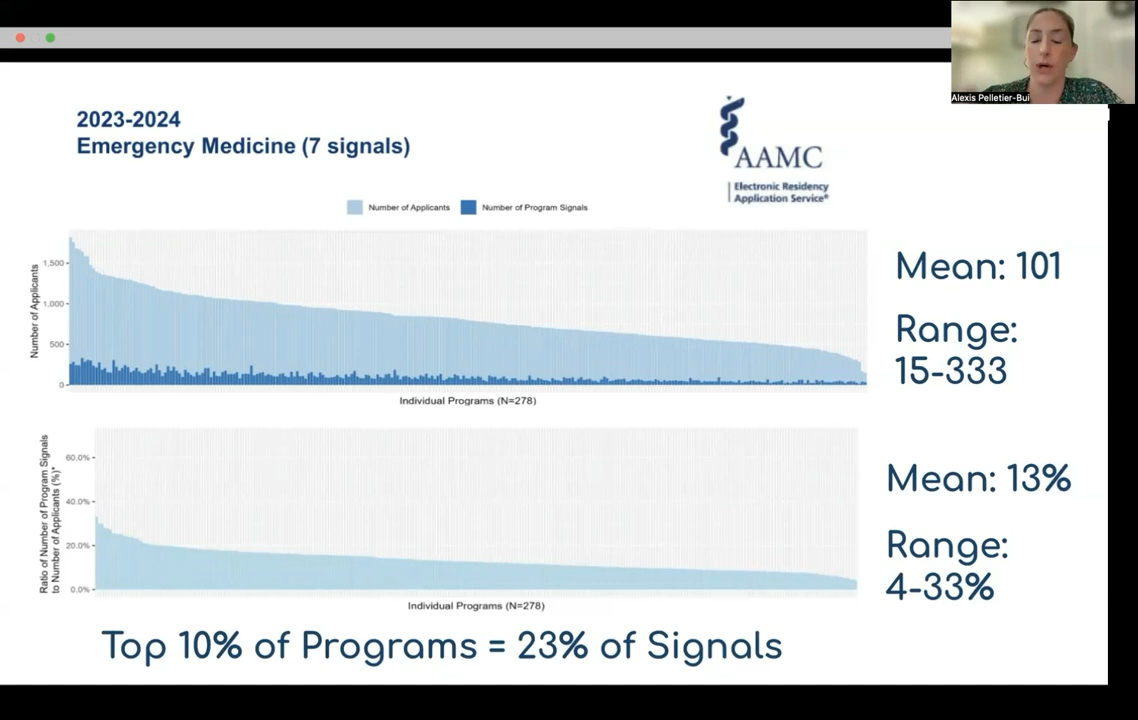 Alexis Pelletier-Bui
2023-2024
Emergency Medicine (7 signals)
AAMC
Electronic Residency
Application Service®
Number of Applicants
Number of Program Signals
Number of Applicants
1,500
1,000
500
0
Individual Programs (N=278)
Mean: 101
Range:
15-333
Ratio of Number of Program Signals
to Number of Applicants (%)*
60.0%
40.0%
20.0%
0.0%
Individual Programs (N=278)
Mean: 13%
Range:
4-33%
Top 10% of Programs = 23% of Signals